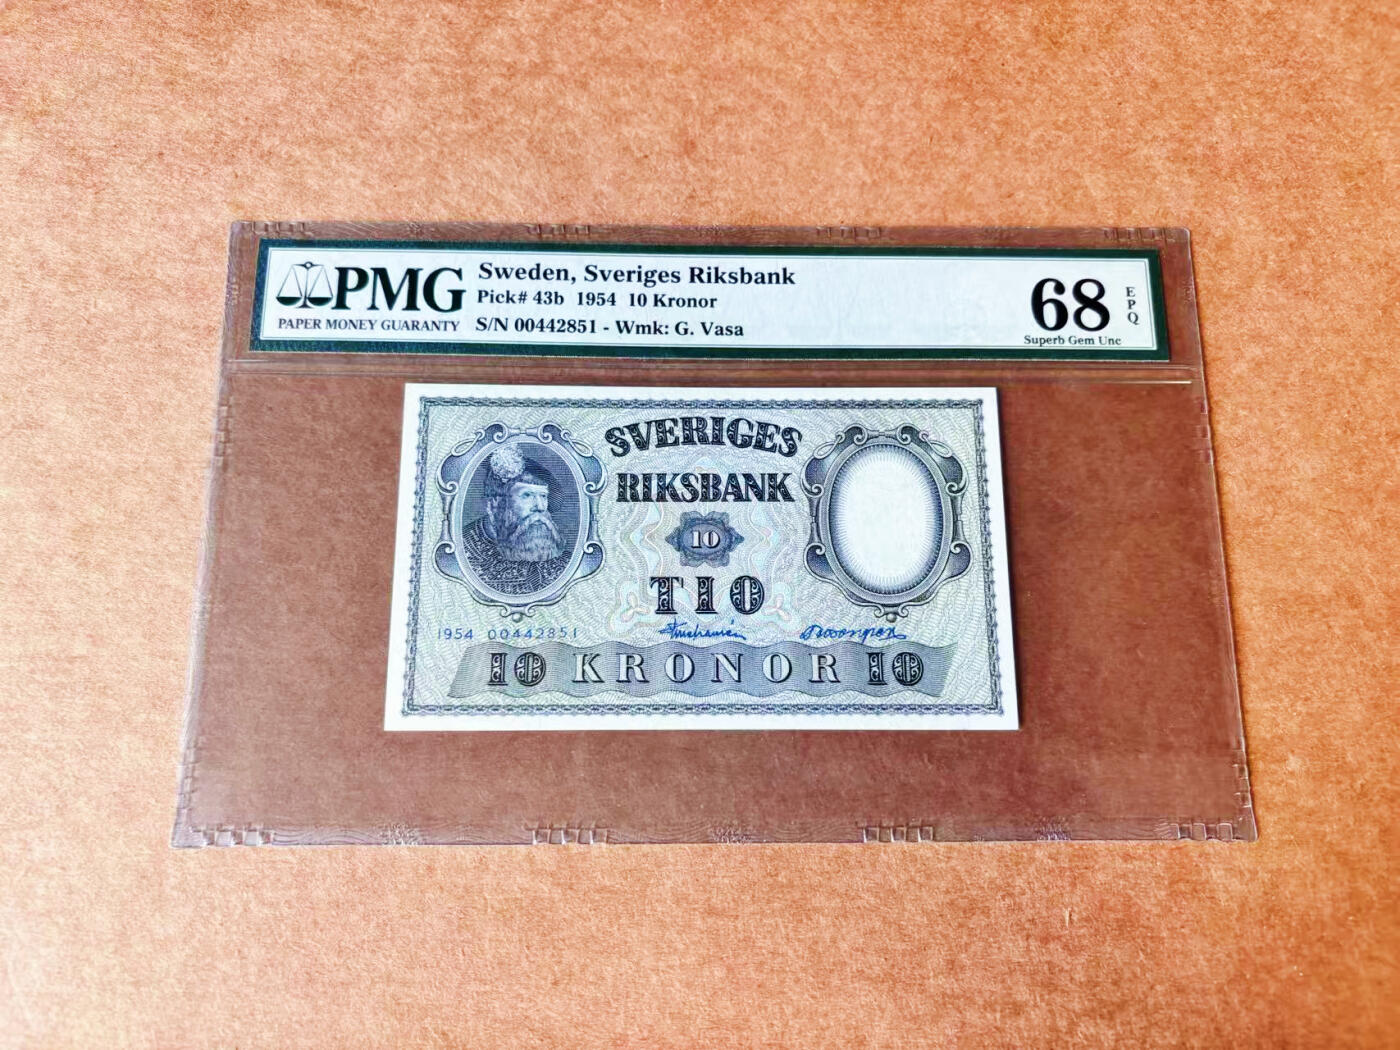 PMG
PAPER MONEY GUARANTY
Sweden, Sveriges Riksbank
Pick# 43b 1954 10 Kronor
S/N 00442851 - Wmk: G. Vasa
68
EPQ
Superb Gem Unc
SVERIGES
RIKSBANK
10
TIO
1954 00442851
10 KRONOR 10